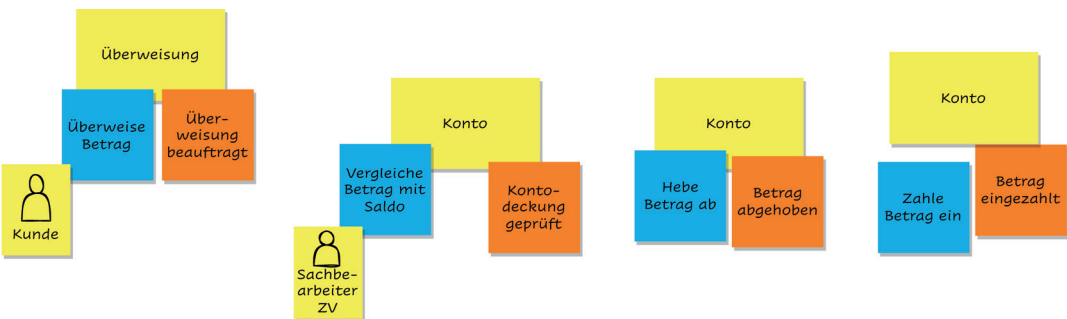 Überweisung
Überweise
Betrag
Über-
weisung
beauftragt
Kunde
Konto
Vergleiche
Betrag mit
Saldo
Konto-
deckung
geprüft
Sachbe-
arbeiter
ZV
Konto
Hebe
Betrag ab
Betrag
abgehoben
Konto
Zahle
Betrag ein
Betrag
eingezahlt